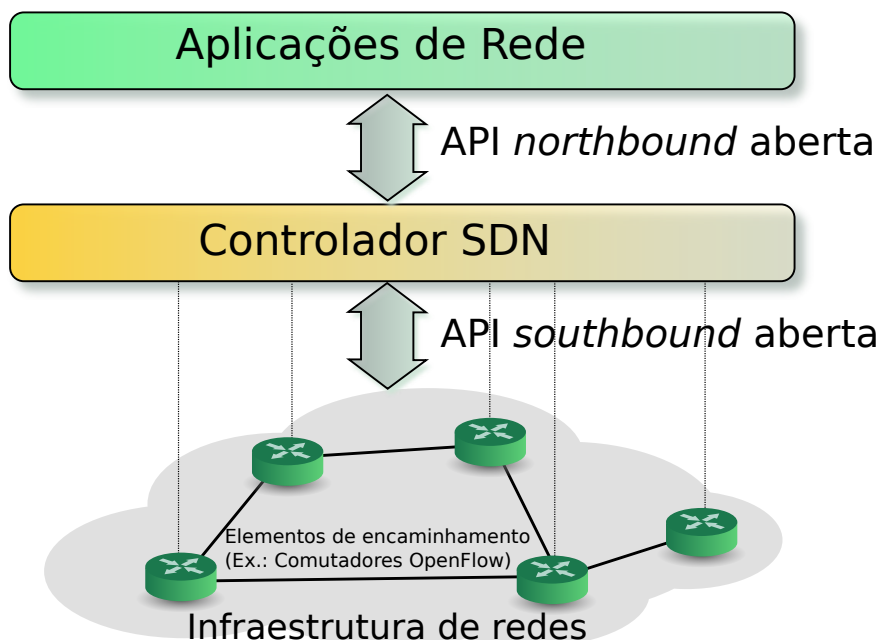 Aplicações de Rede
API northbound aberta
Controlador SDN
API southbound aberta
Elementos de encaminhamento
(Ex.: Comutadores OpenFlow)
Infraestrutura de redes